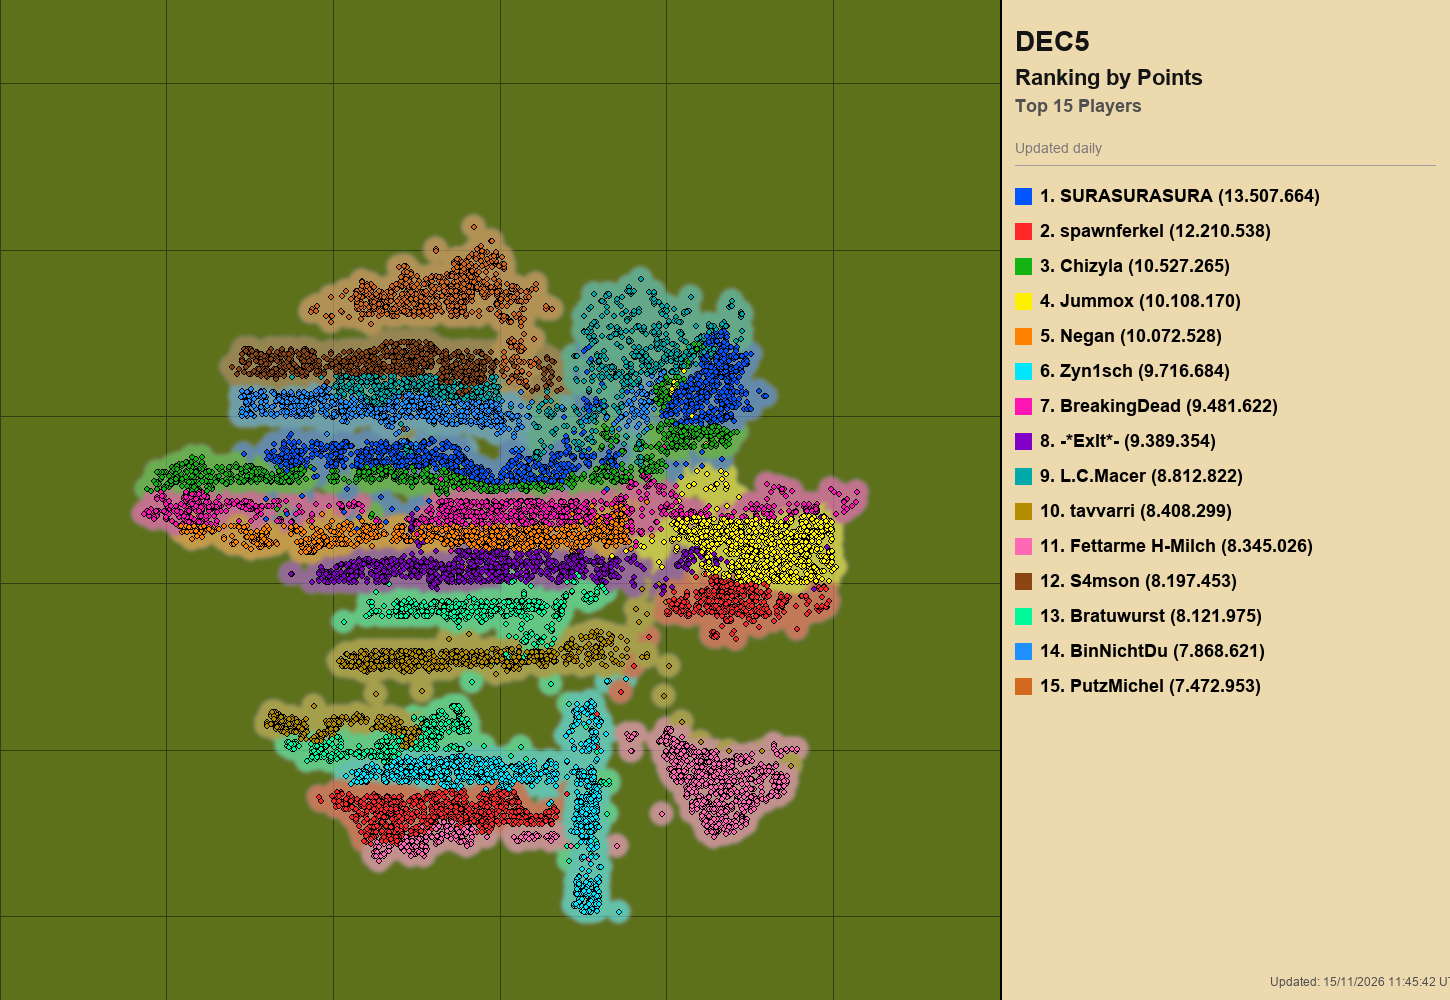 DEC5
Ranking by Points
Top 15 Players
Updated daily
1. SURASURASURA (13.507.664)
2. spawnferkel (12.210.538)
3. Chizyla (10.527.265)
4. Jummox (10.108.170)
5. Negan (10.072.528)
6. Zyn1sch (9.716.684)
7. BreakingDead (9.481.622)
8. -*ExIt*- (9.389.354)
9. L.C.Macer (8.812.822)
10. tavvarri (8.408.299)
11. Fettarme H-Milch (8.345.026)
12. S4mson (8.197.453)
13. Bratuwurst (8.121.975)
14. BinNichtDu (7.868.621)
15. PutzMichel (7.472.953)
Updated: 15/11/2026 11:45:42 U